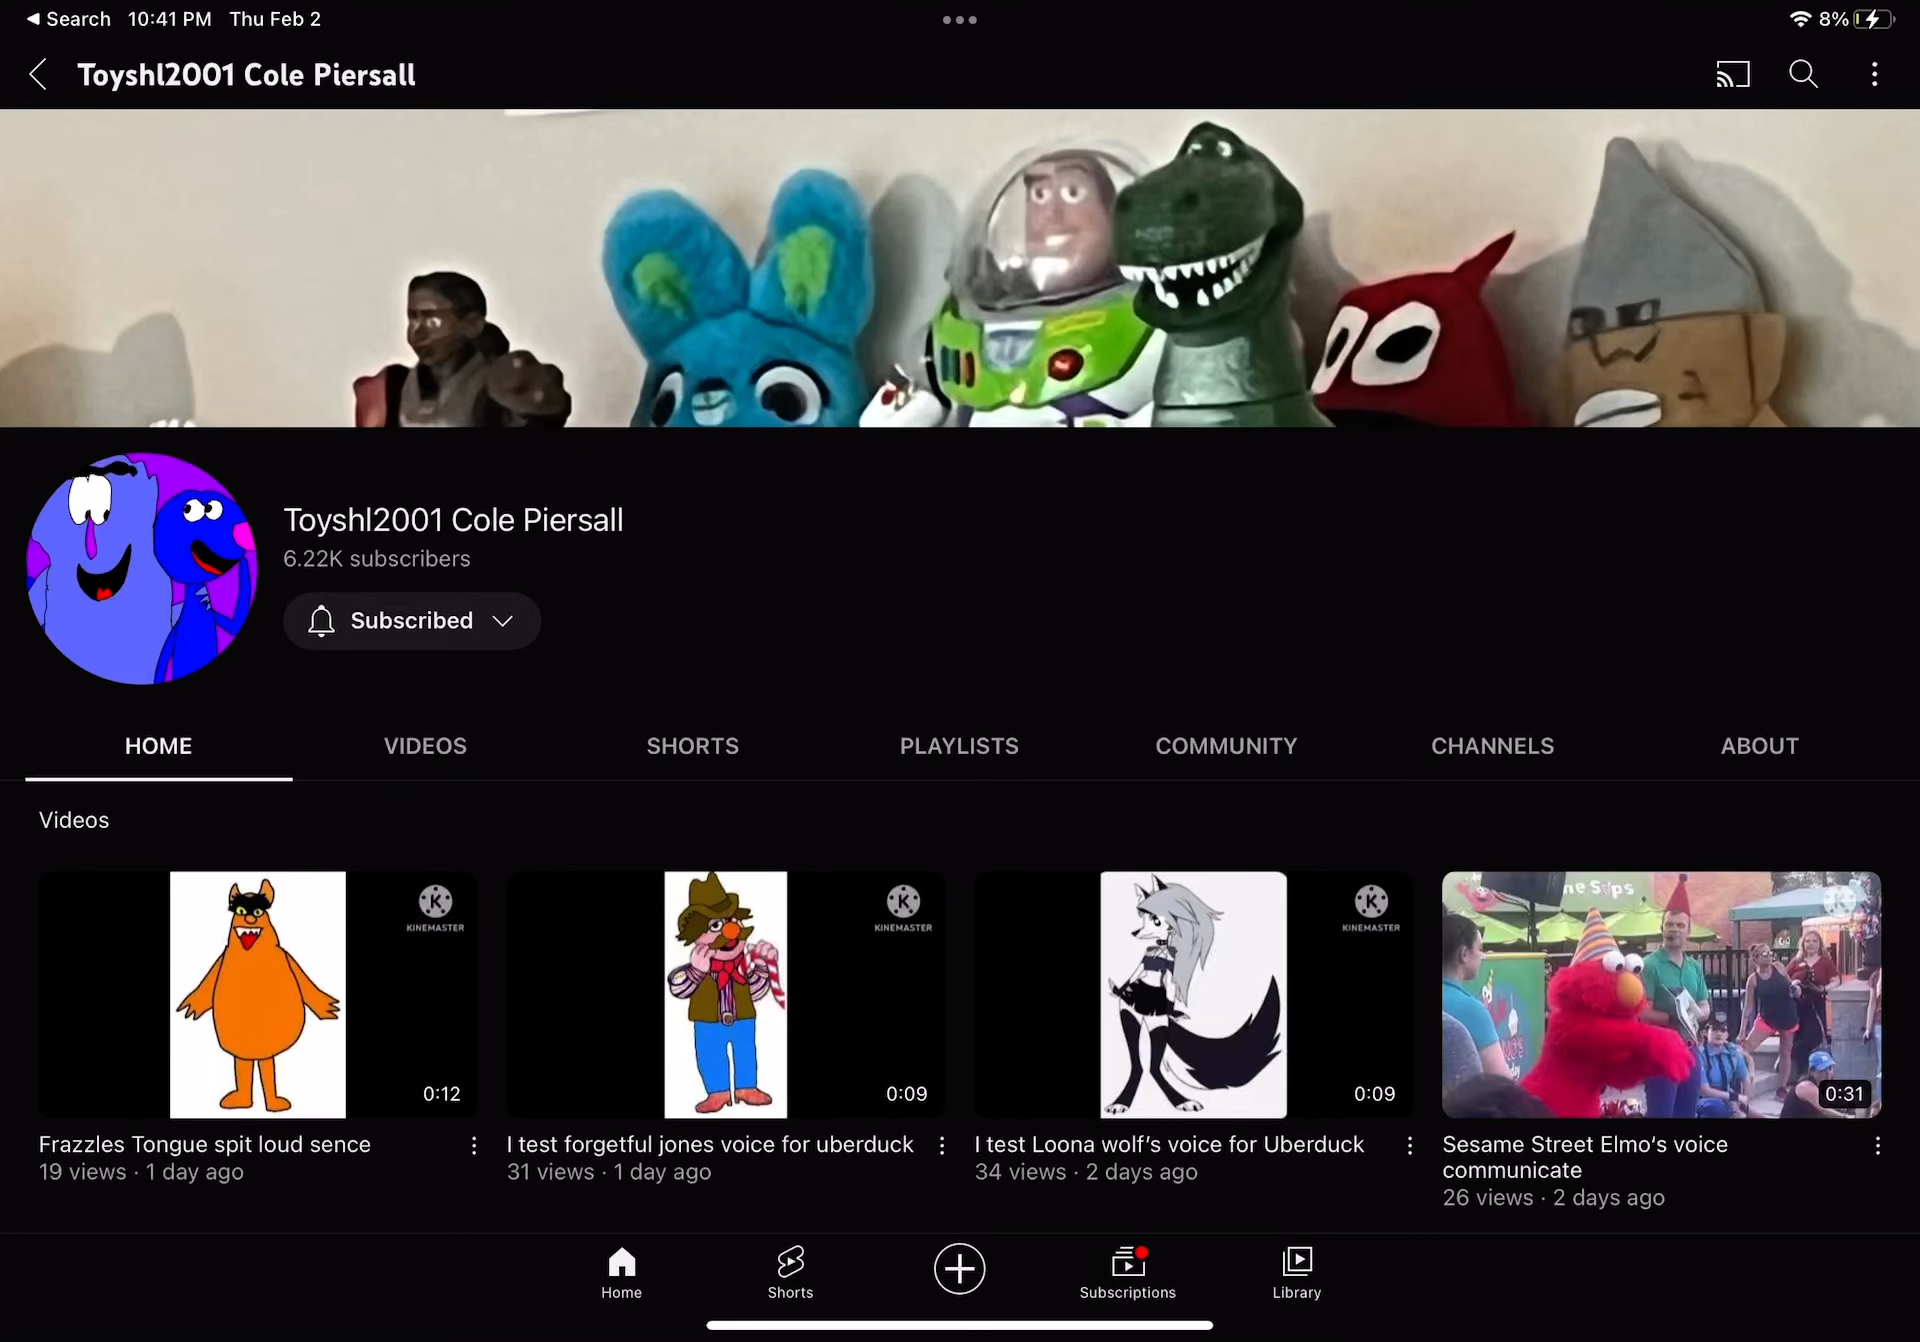 Search 10:41 PM Thu Feb 2
8%
Toyshl2001 Cole Piersall
Toyshl2001 Cole Piersall
6.22K subscribers
Subscribed
HOME VIDEOS SHORTS PLAYLISTS COMMUNITY CHANNELS ABOUT
Videos
K
KINEMASTER
0:12
K
KINEMASTER
0:09
K
KINEMASTER
0:09
0:31
Frazzles Tongue spit loud sence
19 views · 1 day ago
I test forgetful jones voice for uberduck
31 views · 1 day ago
I test Loona wolf’s voice for Uberduck
34 views · 2 days ago
Sesame Street Elmo‘s voice
communicate
26 views · 2 days ago
Home
Shorts
Subscriptions
Library